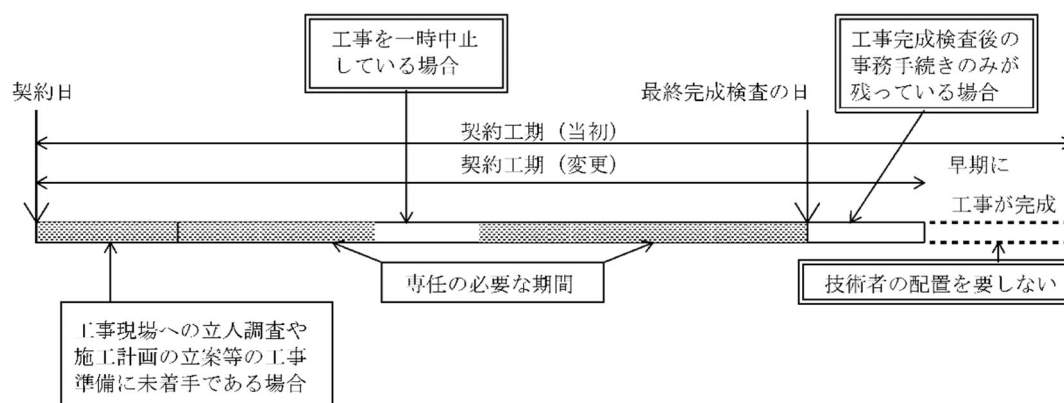 工事を一時中止
している場合
工事完成検査後の
事務手続きのみが
残っている場合
契約日
最終完成検査の日
契約工期（当初）
契約工期（変更）
早期に
工事が完成
専任の必要な期間
技術者の配置を要しない
工事現場への立人調査や
施工計画の立案等の工事
準備に未着手である場合